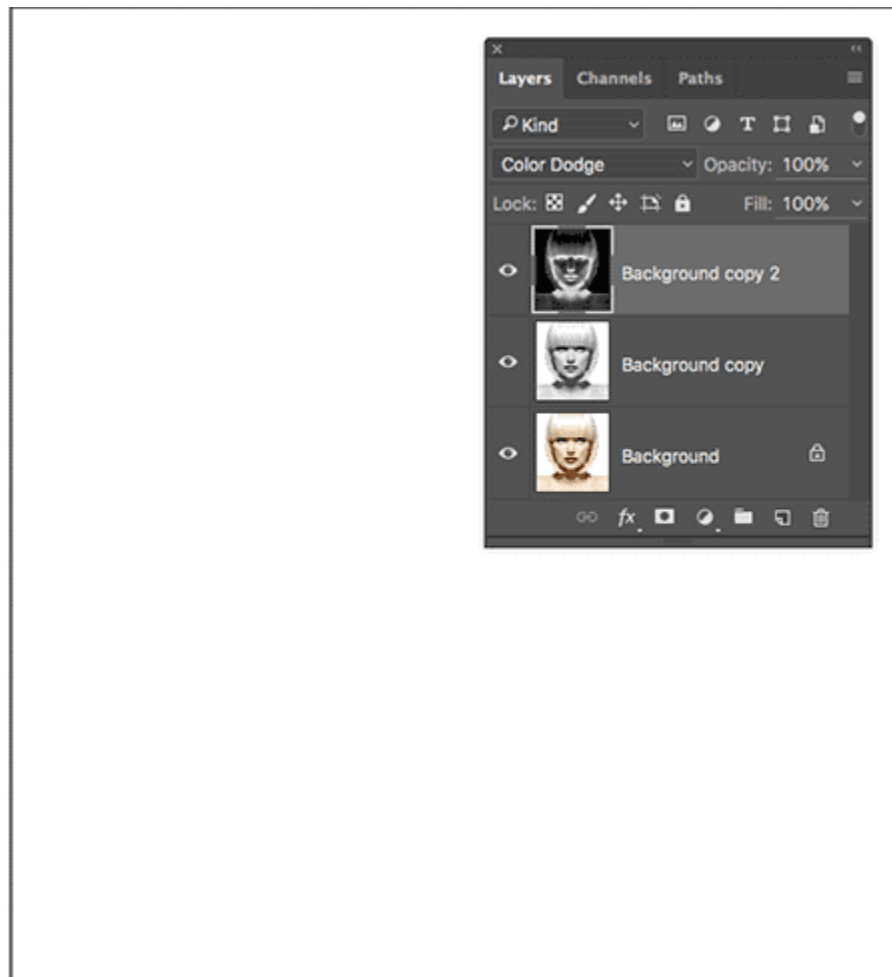 Layers Channels Paths
Kind
Color Dodge Opacity: 100%
Lock: Fill: 100%
Background copy 2
Background copy
Background
fx